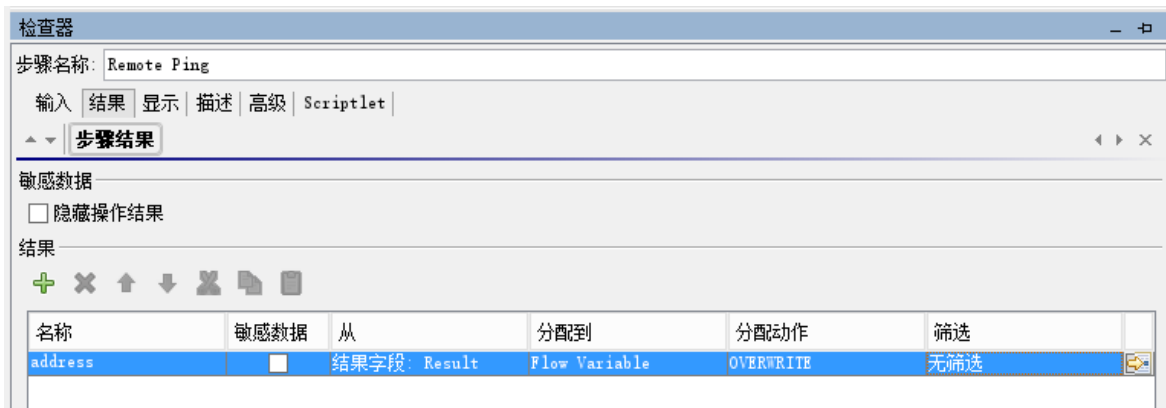 检查器
步骤名称: Remote Ping
输入 结果 显示 描述 高级 Scriptlet
步骤结果
敏感数据
隐藏操作结果
结果
名称 敏感数据 从 分配到 分配动作 筛选
address 结果字段: Result Flow Variable OVERWRITE 无筛选